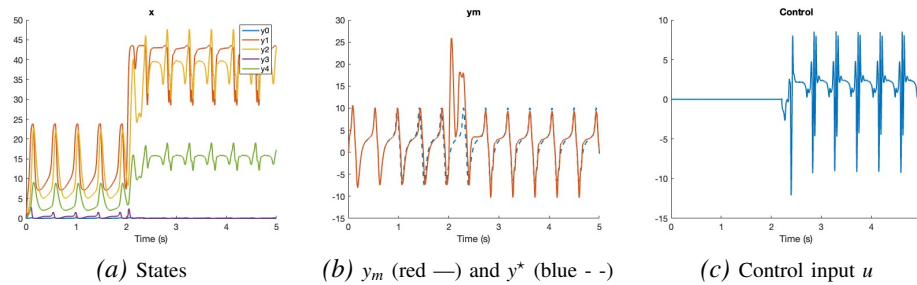 x
50
45
40
35
30
25
20
15
10
5
0
0 1 2 3 4 5
Time (s)
y0
y1
y2
y3
y4
(a) States
ym
30
25
20
15
10
5
0
-5
-10
-15
0 1 2 3 4 5
Time (s)
(b) yₘ (red —) and y⋆ (blue - -)
Control
10
5
0
-5
-10
-15
0 1 2 3 4
Time (s)
(c) Control input u